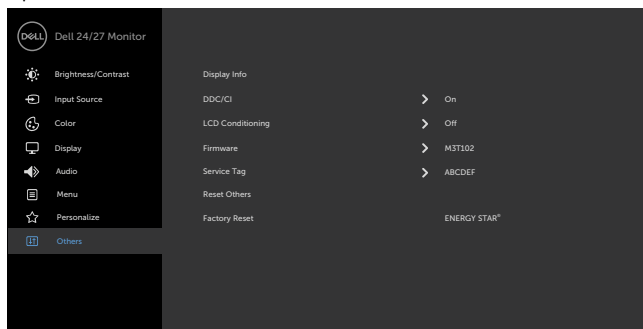 DELL Dell 24/27 Monitor
Brightness/Contrast Display Info
Input Source DDC/CI On
Color LCD Conditioning Off
Display Firmware M3T102
Audio Service Tag ABCDEF
Menu Reset Others
Personalize Factory Reset ENERGY STAR®
Others